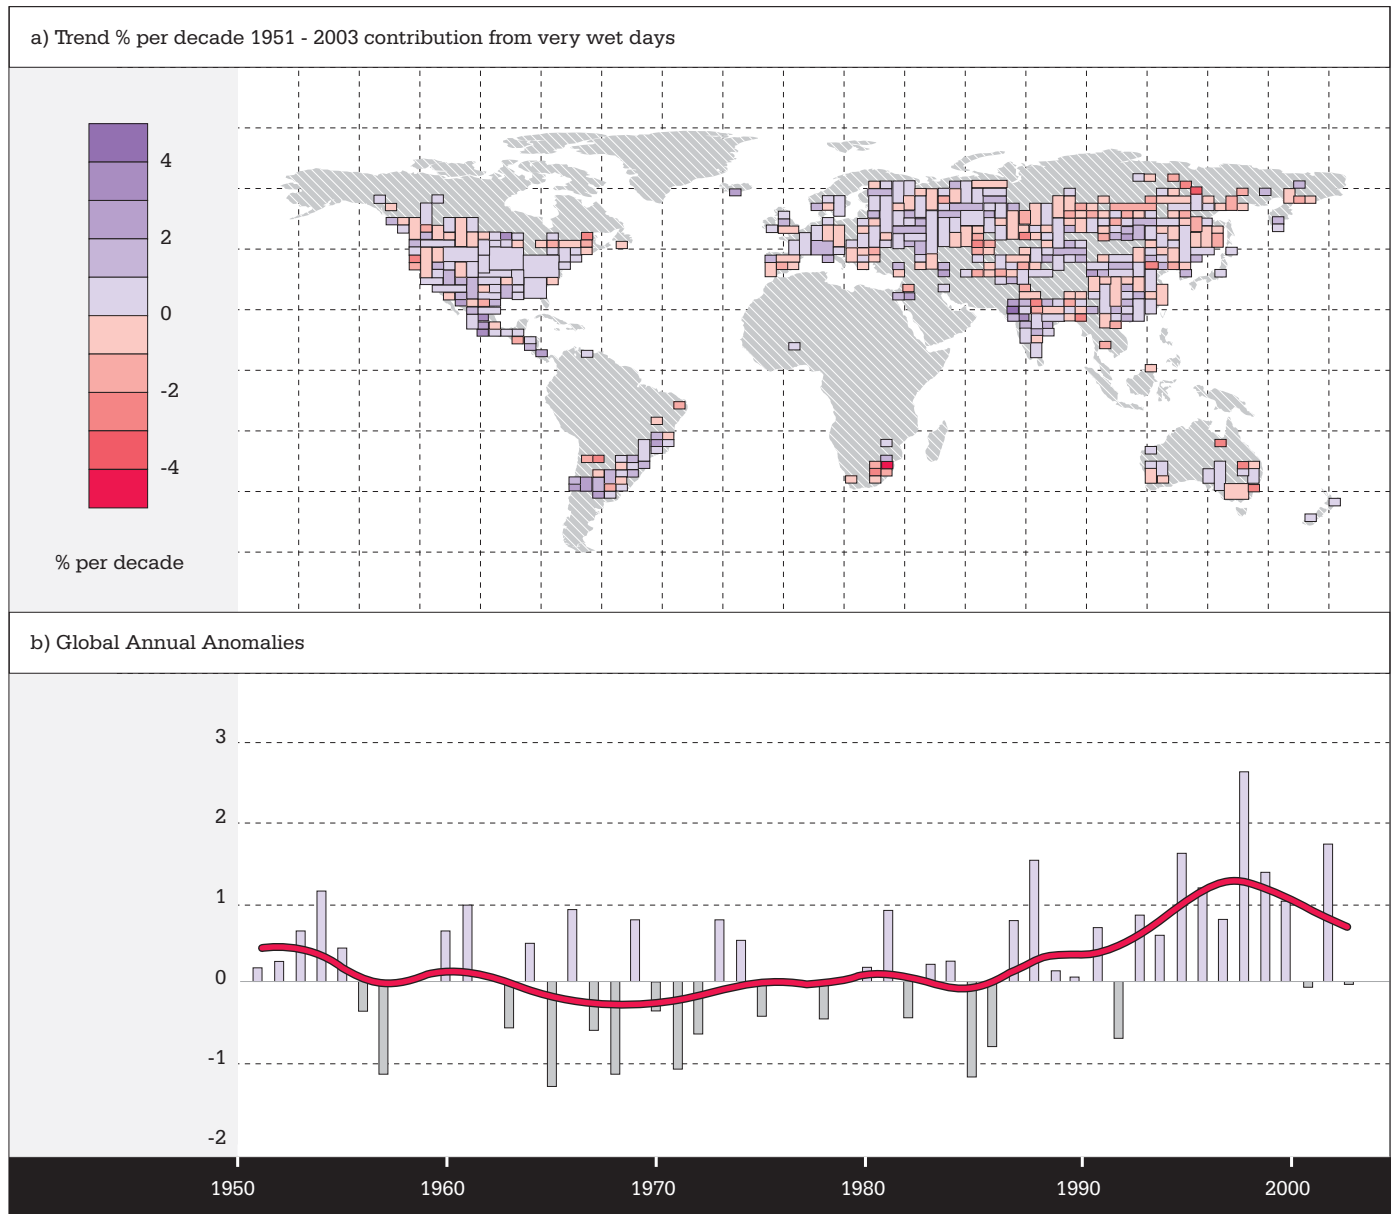 a) Trend % per decade 1951 - 2003 contribution from very wet days
4
2
0
-2
-4
% per decade
b) Global Annual Anomalies
3
2
1
0
-1
-2
1950 1960 1970 1980 1990 2000